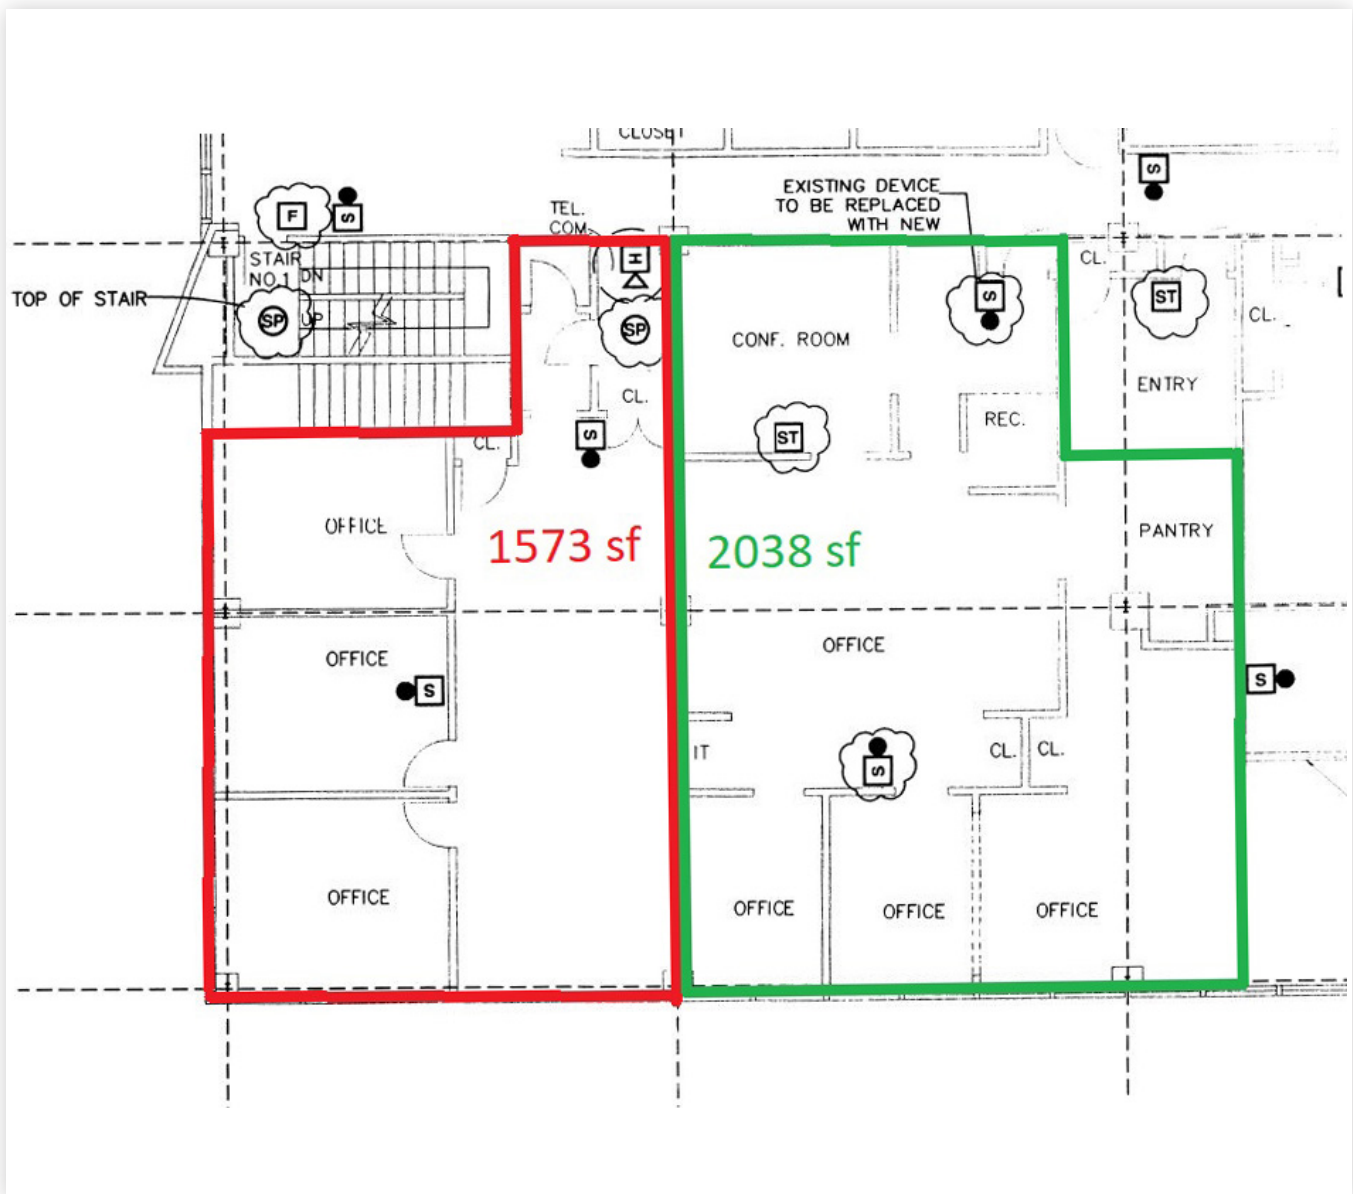 CLOSET
S
EXISTING DEVICE
TO BE REPLACED
WITH NEW
F
S
TEL.
COM.
STAIR
NO.1 DN
H
CL.
TOP OF STAIR
SP
UP
SP
S
ST
CL.
CONF. ROOM
ENTRY
CL.
REC.
S
ST
CL.
OFFICE
1573 sf
2038 sf
PANTRY
OFFICE
OFFICE
S
S
IT
S
CL.
CL.
OFFICE
OFFICE
OFFICE
OFFICE